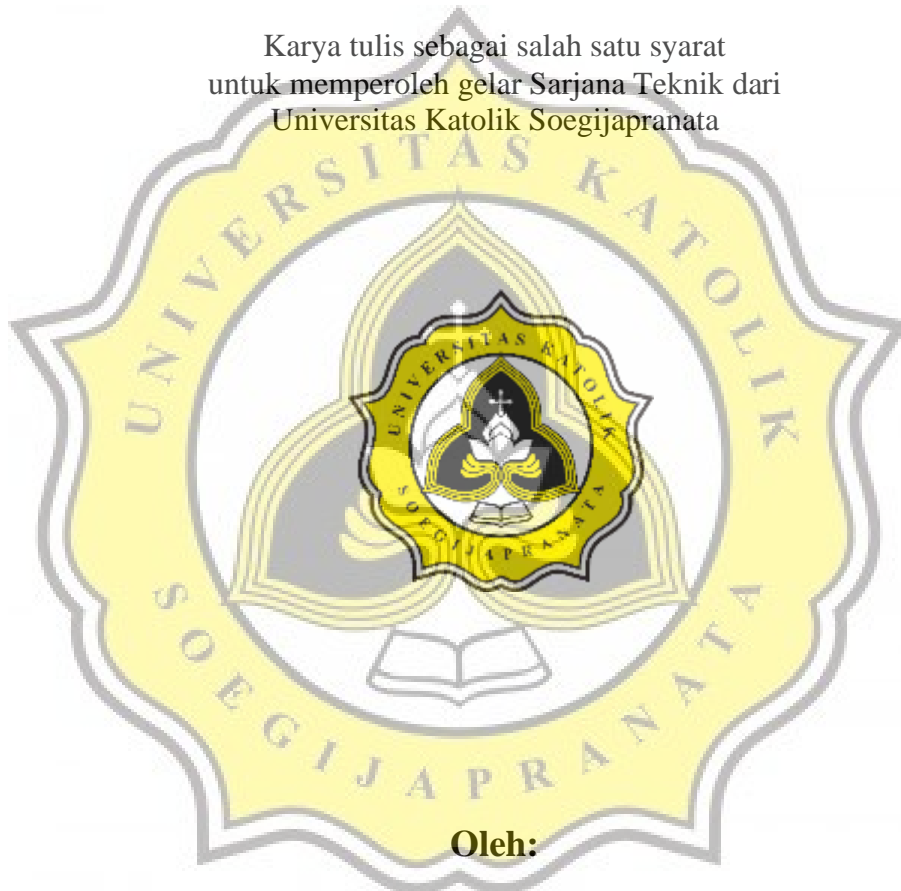 Karya tulis sebagai salah satu syarat
untuk memperoleh gelar Sarjana Teknik dari
Universitas Katolik Soegijapranata
UNIVERSITAS KATOLIK
SOEGIJAPRANATA
UNIVERSITAS KATOLIK
SOEGIJAPRANATA
Oleh: